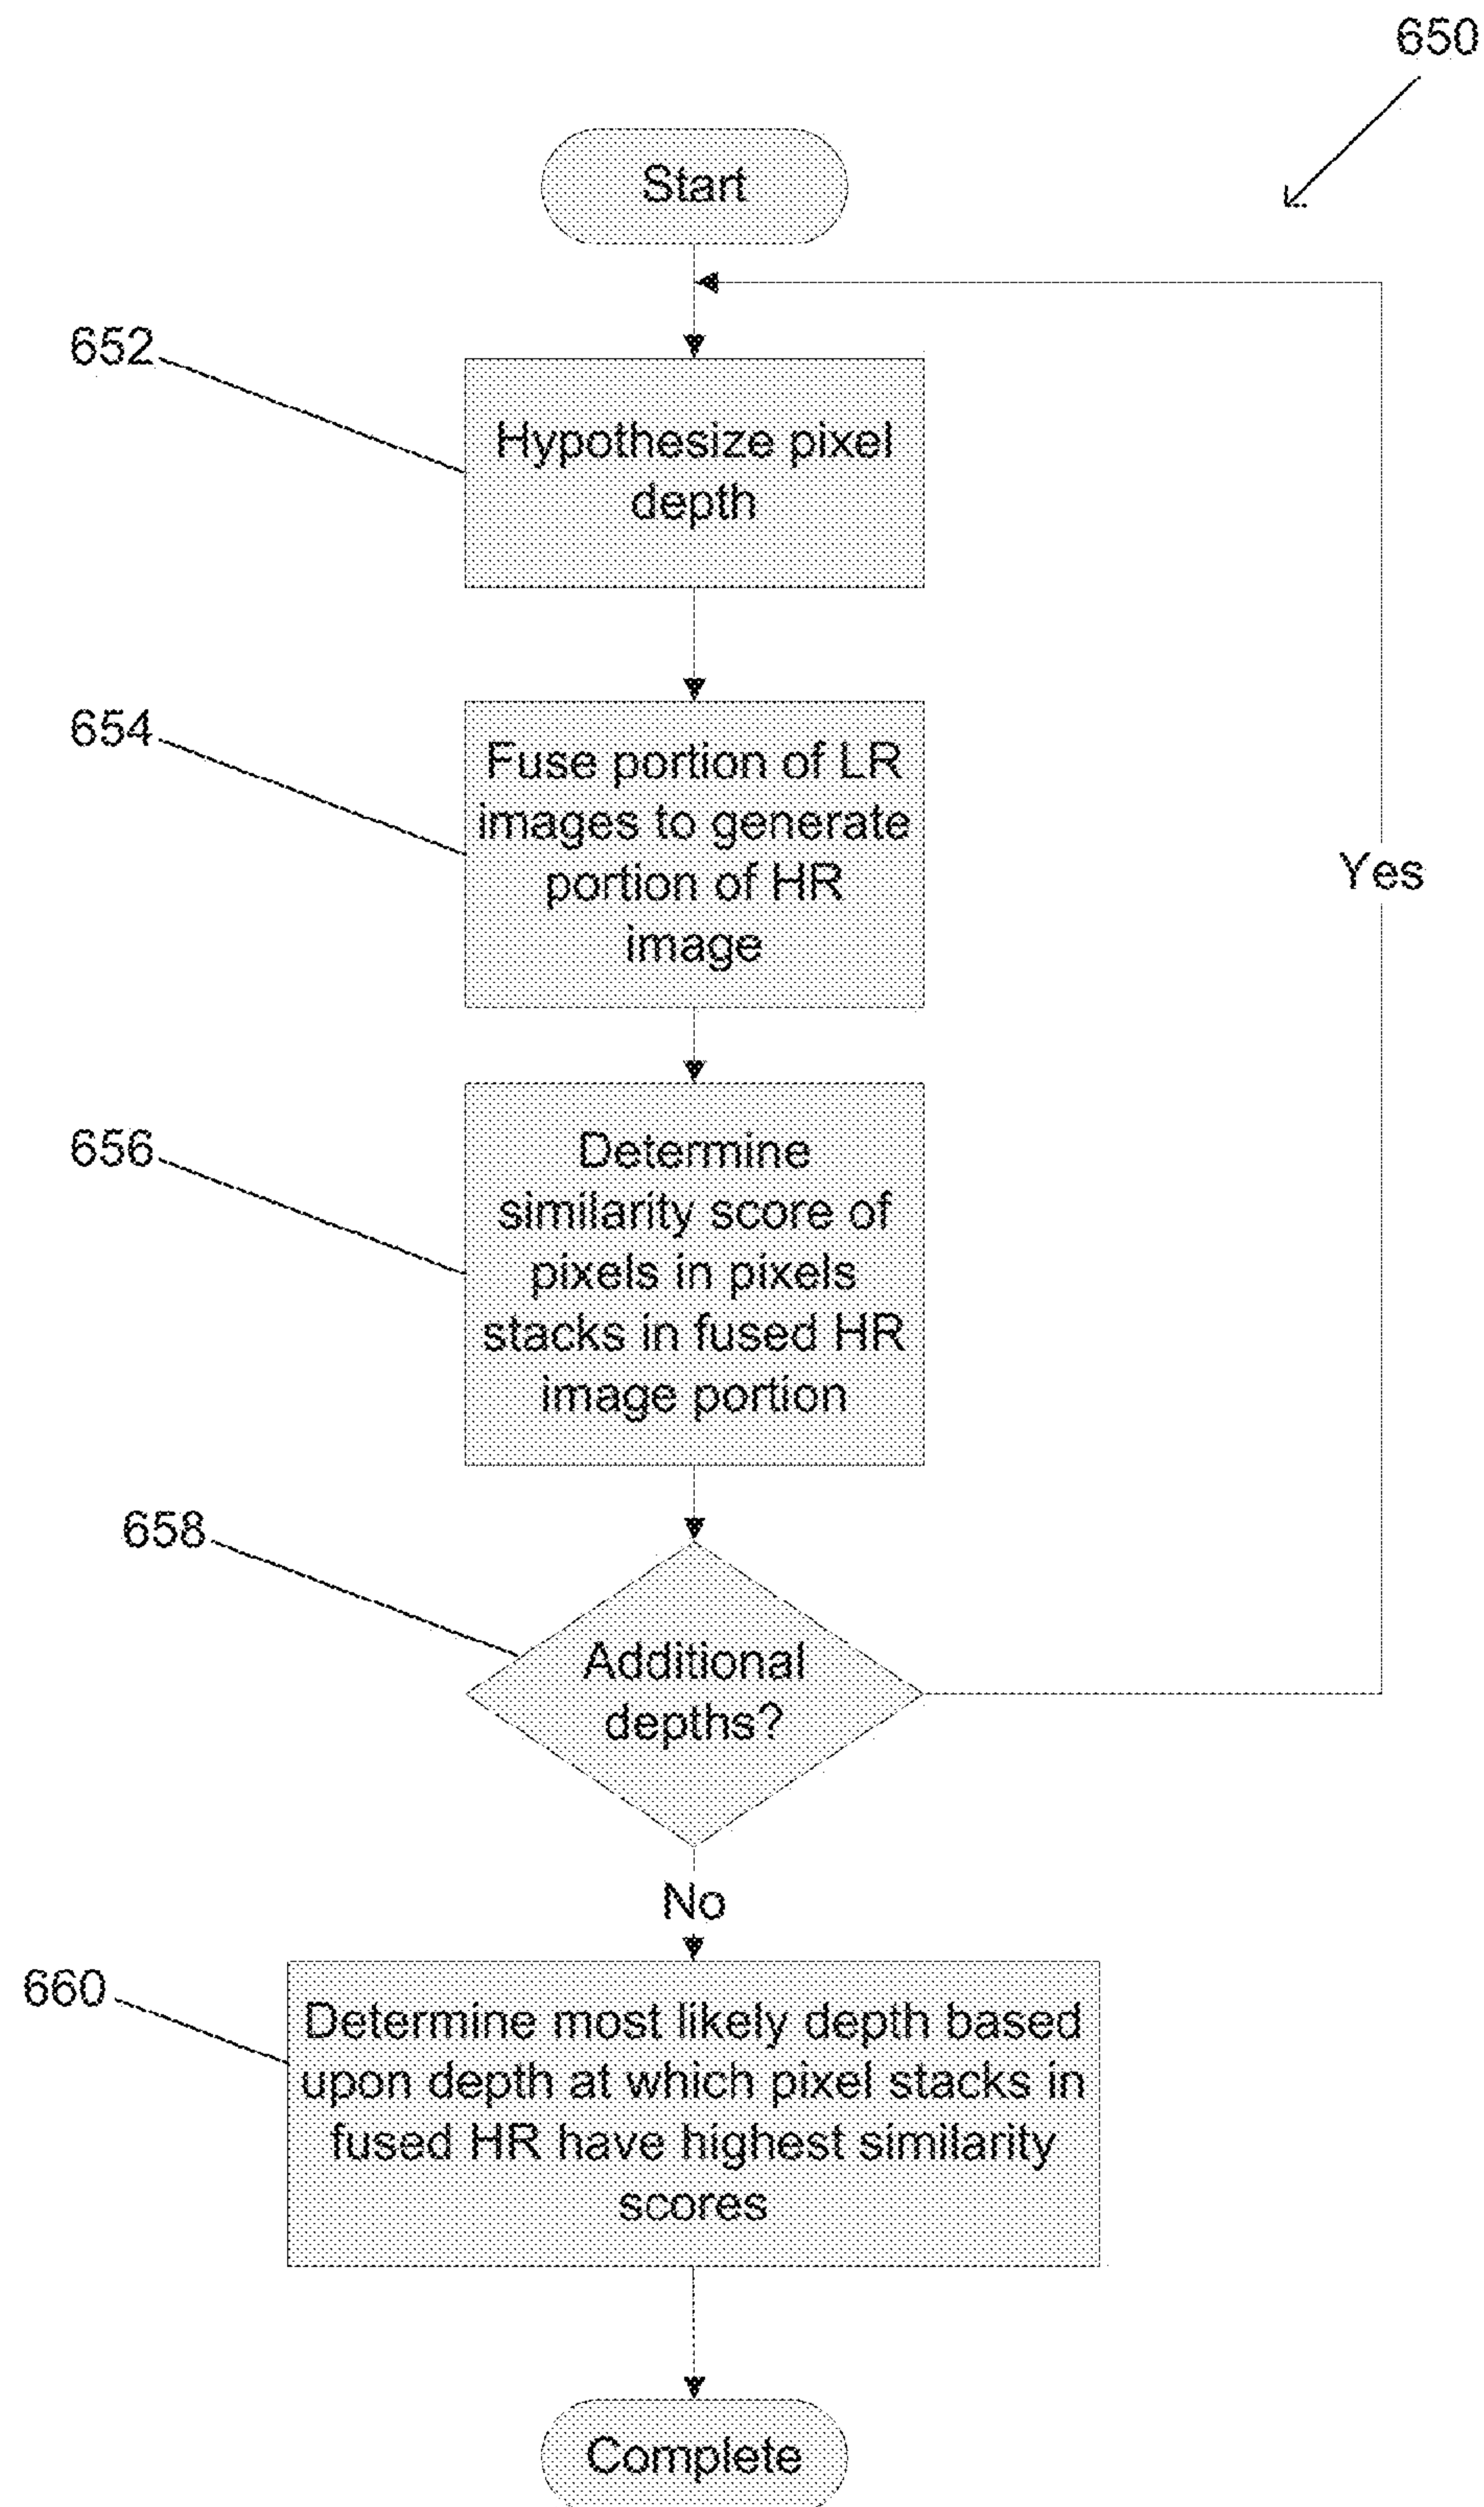 650
Start
652
Hypothesize pixel
depth
654
Fuse portion of LR
images to generate
portion of HR
image
Yes
656
Determine
similarity score of
pixels in pixels
stacks in fused HR
image portion
658
Additional
depths?
No
660
Determine most likely depth based
upon depth at which pixel stacks in
fused HR have highest similarity
scores
Complete